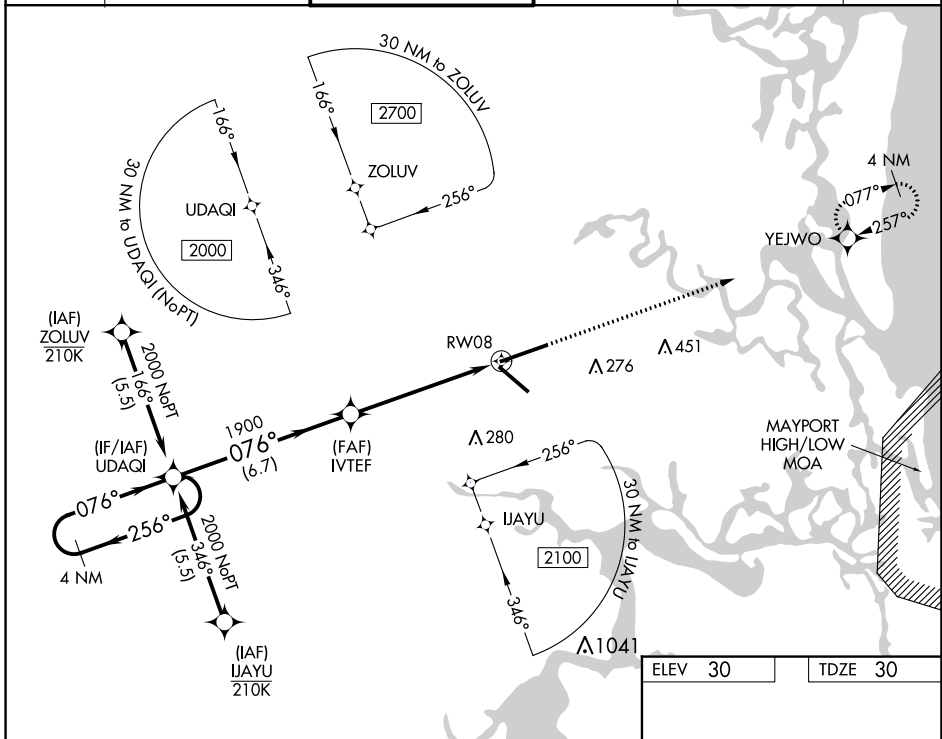 30 NM to ZOLUV
166°
2700
ZOLUV
256°
166°
UDAQI
30 NM to UDAQI (NoPT)
2000
346°
4 NM
077°
257°
YEJWO
(IAF)
ZOLUV
210K
2000 NoPT
166°
(5.5)
RW08
276
451
1900
076°
(6.7)
(IF/IAF)
UDAQI
(FAF)
IVTEF
280
MAYPORT
HIGH/LOW
MOA
076°
256°
4 NM
2000 NoPT
346°
(5.5)
256°
IJAYU
30 NM to IJAYU
2100
346°
1041
(IAF)
IJAYU
210K
ELEV 30
TDZE 30